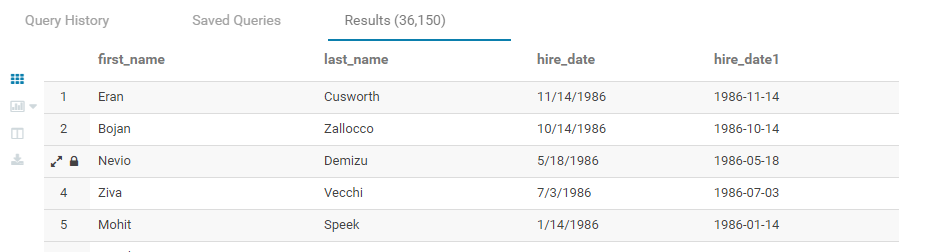 Query History Saved Queries Results (36,150)
first_name last_name hire_date hire_date1
1 Eran Cusworth 11/14/1986 1986-11-14
2 Bojan Zallocco 10/14/1986 1986-10-14
Nevio Demizu 5/18/1986 1986-05-18
4 Ziva Vecchi 7/3/1986 1986-07-03
5 Mohit Speek 1/14/1986 1986-01-14